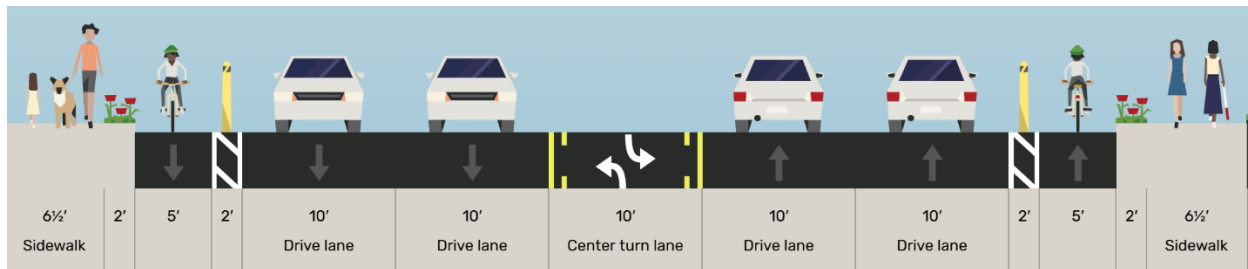 6½′ 2′ 5′ 2′ 10′ 10′ 10′ 10′ 10′ 2′ 5′ 2′ 6½′
Sidewalk Drive lane Drive lane Center turn lane Drive lane Drive lane Sidewalk